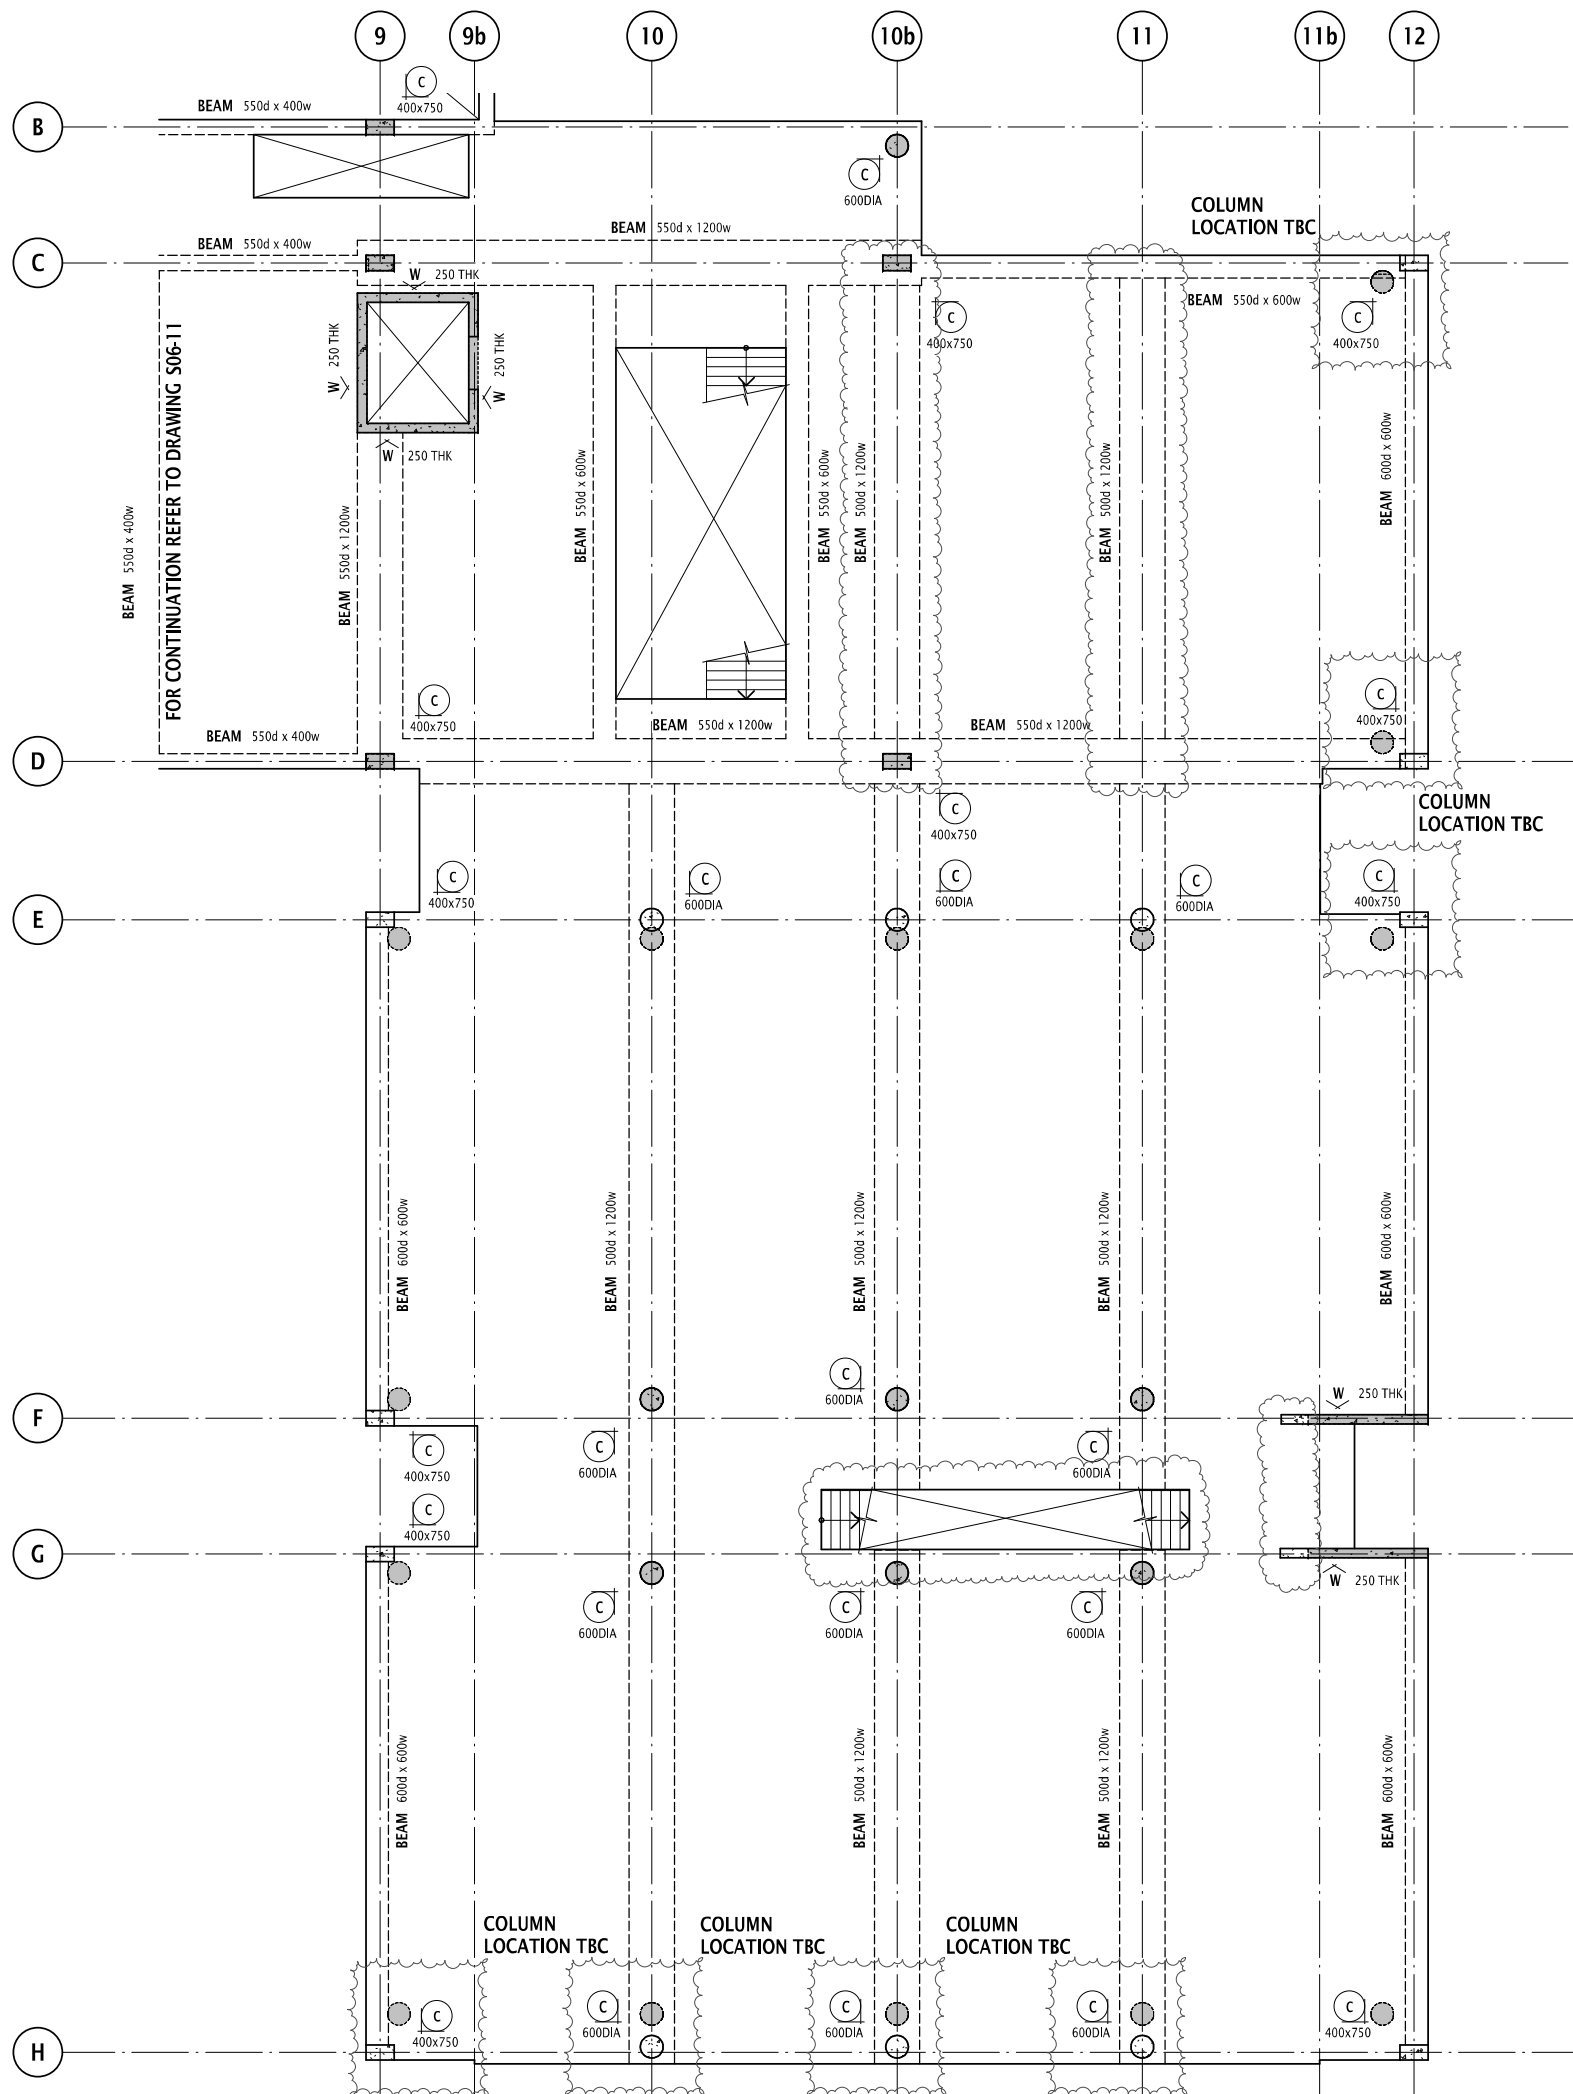 9
9b
10
10b
11
11b
12
C
400x750
BEAM 550d x 400w
B
C
600DIA
COLUMN
LOCATION TBC
BEAM 550d x 1200w
BEAM 550d x 400w
C
W 250 THK
BEAM 550d x 600w
C
400x750
C
400x750
FOR CONTINUATION REFER TO DRAWING S06-11
W 250 THK
W 250 THK
W 250 THK
BEAM 550d x 400w
BEAM 550d x 1200w
BEAM 550d x 600w
BEAM 550d x 600w
BEAM 500d x 1200w
BEAM 500d x 1200w
BEAM 600d x 600w
C
400x750
C
400x750
BEAM 550d x 400w
BEAM 550d x 1200w
BEAM 550d x 1200w
D
COLUMN
LOCATION TBC
C
400x750
C
400x750
C
600DIA
C
600DIA
C
600DIA
C
400x750
E
BEAM 600d x 600w
BEAM 500d x 1200w
BEAM 500d x 1200w
BEAM 500d x 1200w
BEAM 600d x 600w
C
600DIA
W 250 THK
F
C
400x750
C
600DIA
C
600DIA
C
400x750
G
W 250 THK
C
600DIA
C
600DIA
C
600DIA
BEAM 600d x 600w
BEAM 500d x 1200w
BEAM 500d x 1200w
BEAM 600d x 600w
COLUMN
LOCATION TBC
COLUMN
LOCATION TBC
COLUMN
LOCATION TBC
C
400x750
C
600DIA
C
600DIA
C
600DIA
C
400x750
H